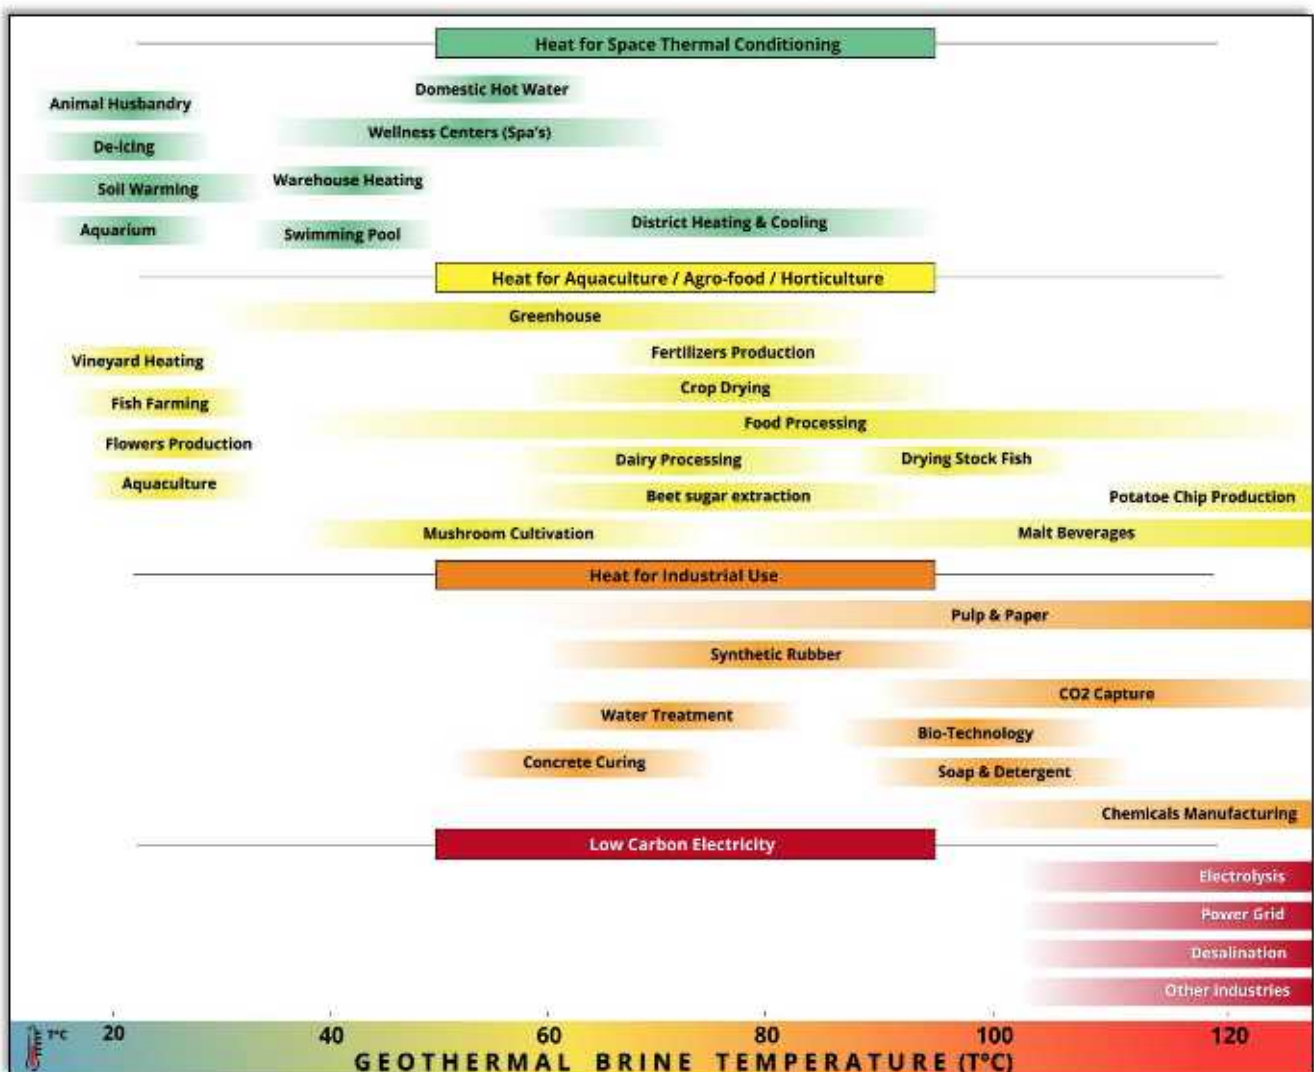 Heat for Space Thermal Conditioning
Domestic Hot Water
Animal Husbandry
Wellness Centers (Spa's)
De-icing
Warehouse Heating
Soil Warming
District Heating & Cooling
Aquarium
Swimming Pool
Heat for Aquaculture / Agro-food / Horticulture
Greenhouse
Fertilizers Production
Vineyard Heating
Crop Drying
Fish Farming
Food Processing
Flowers Production
Dairy Processing
Drying Stock Fish
Aquaculture
Beet sugar extraction
Potatoe Chip Production
Mushroom Cultivation
Malt Beverages
Heat for Industrial Use
Pulp & Paper
Synthetic Rubber
CO2 Capture
Water Treatment
Bio-Technology
Concrete Curing
Soap & Detergent
Chemicals Manufacturing
Low Carbon Electricity
Electrolysis
Power Grid
Desalination
Other Industries
T°C 20 40 60 80 100 120
GEOTHERMAL BRINE TEMPERATURE (T°C)